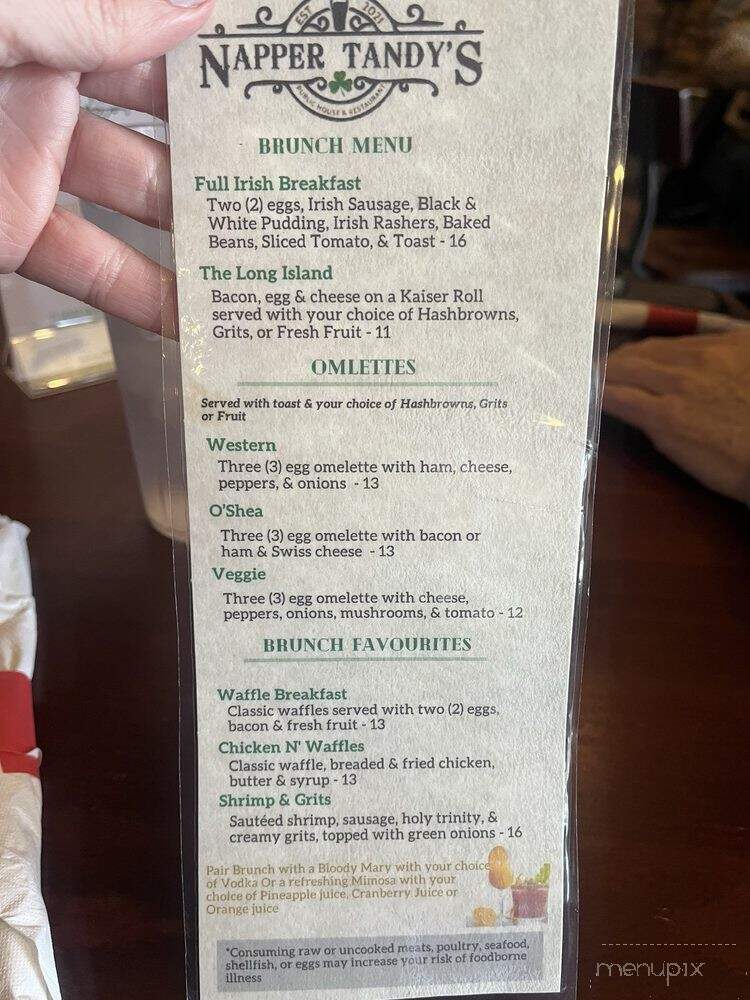 EST 2021
NAPPER TANDY'S
PUBLIC HOUSE & RESTAURANT
BRUNCH MENU
Full Irish Breakfast
Two (2) eggs, Irish Sausage, Black &
White Pudding, Irish Rashers, Baked
Beans, Sliced Tomato, & Toast - 16
The Long Island
Bacon, egg & cheese on a Kaiser Roll
served with your choice of Hashbrowns,
Grits, or Fresh Fruit - 11
OMLETTES
Served with toast & your choice of Hashbrowns, Grits
or Fruit
Western
Three (3) egg omelette with ham, cheese,
peppers, & onions - 13
O'Shea
Three (3) egg omelette with bacon or
ham & Swiss cheese - 13
Veggie
Three (3) egg omelette with cheese,
peppers, onions, mushrooms, & tomato - 12
BRUNCH FAVOURITES
Waffle Breakfast
Classic waffles served with two (2) eggs,
bacon & fresh fruit - 13
Chicken N' Waffles
Classic waffle, breaded & fried chicken,
butter & syrup - 13
Shrimp & Grits
Sautéed shrimp, sausage, holy trinity, &
creamy grits, topped with green onions - 16
Pair Brunch with a Bloody Mary with your choice
of Vodka Or a refreshing Mimosa with your
choice of Pineapple juice, Cranberry Juice or
Orange juice
*Consuming raw or uncooked meats, poultry, seafood,
shellfish, or eggs may increase your risk of foodborne
illness
menupix